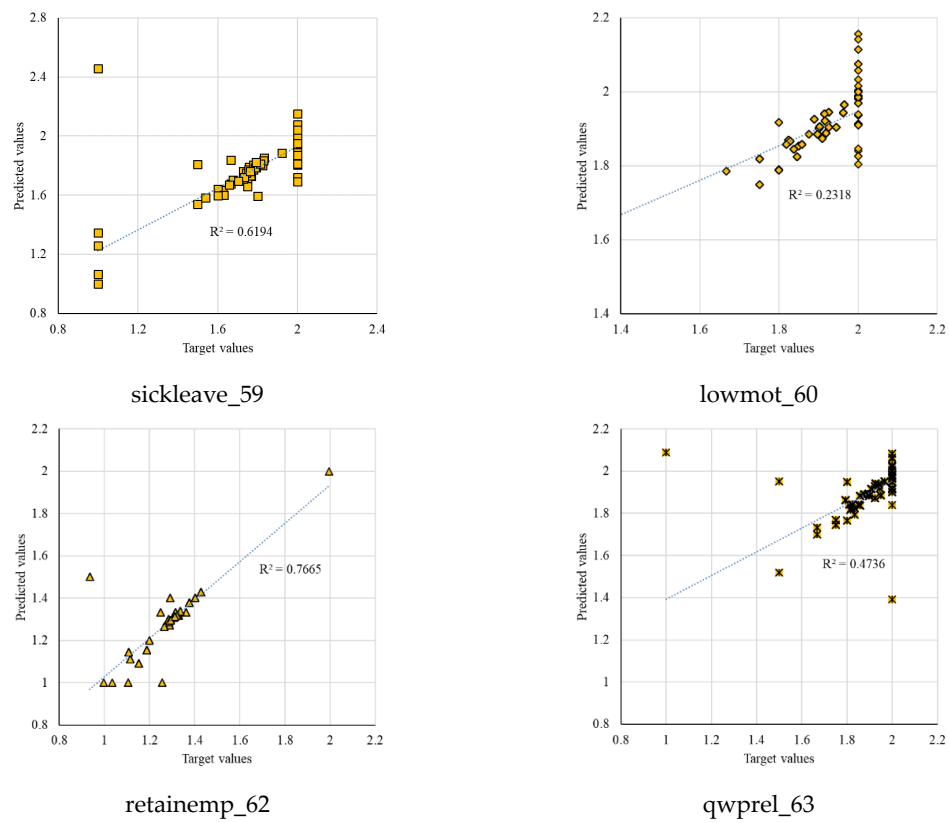 2.8
2.4
2
1.6
1.2
0.8
Predicted values
R² = 0.6194
0.8 1.2 1.6 2 2.4
Target values
sickleave_59
2.2
2
1.8
1.6
1.4
Predicted values
R² = 0.2318
1.4 1.6 1.8 2 2.2
Target values
lowmot_60
2.2
2
1.8
1.6
1.4
1.2
1
0.8
Predicted values
R² = 0.7665
0.8 1 1.2 1.4 1.6 1.8 2 2.2
Target values
retainemp_62
2.2
2
1.8
1.6
1.4
1.2
1
0.8
Predicted values
R² = 0.4736
0.8 1 1.2 1.4 1.6 1.8 2 2.2
Target values
qwprel_63